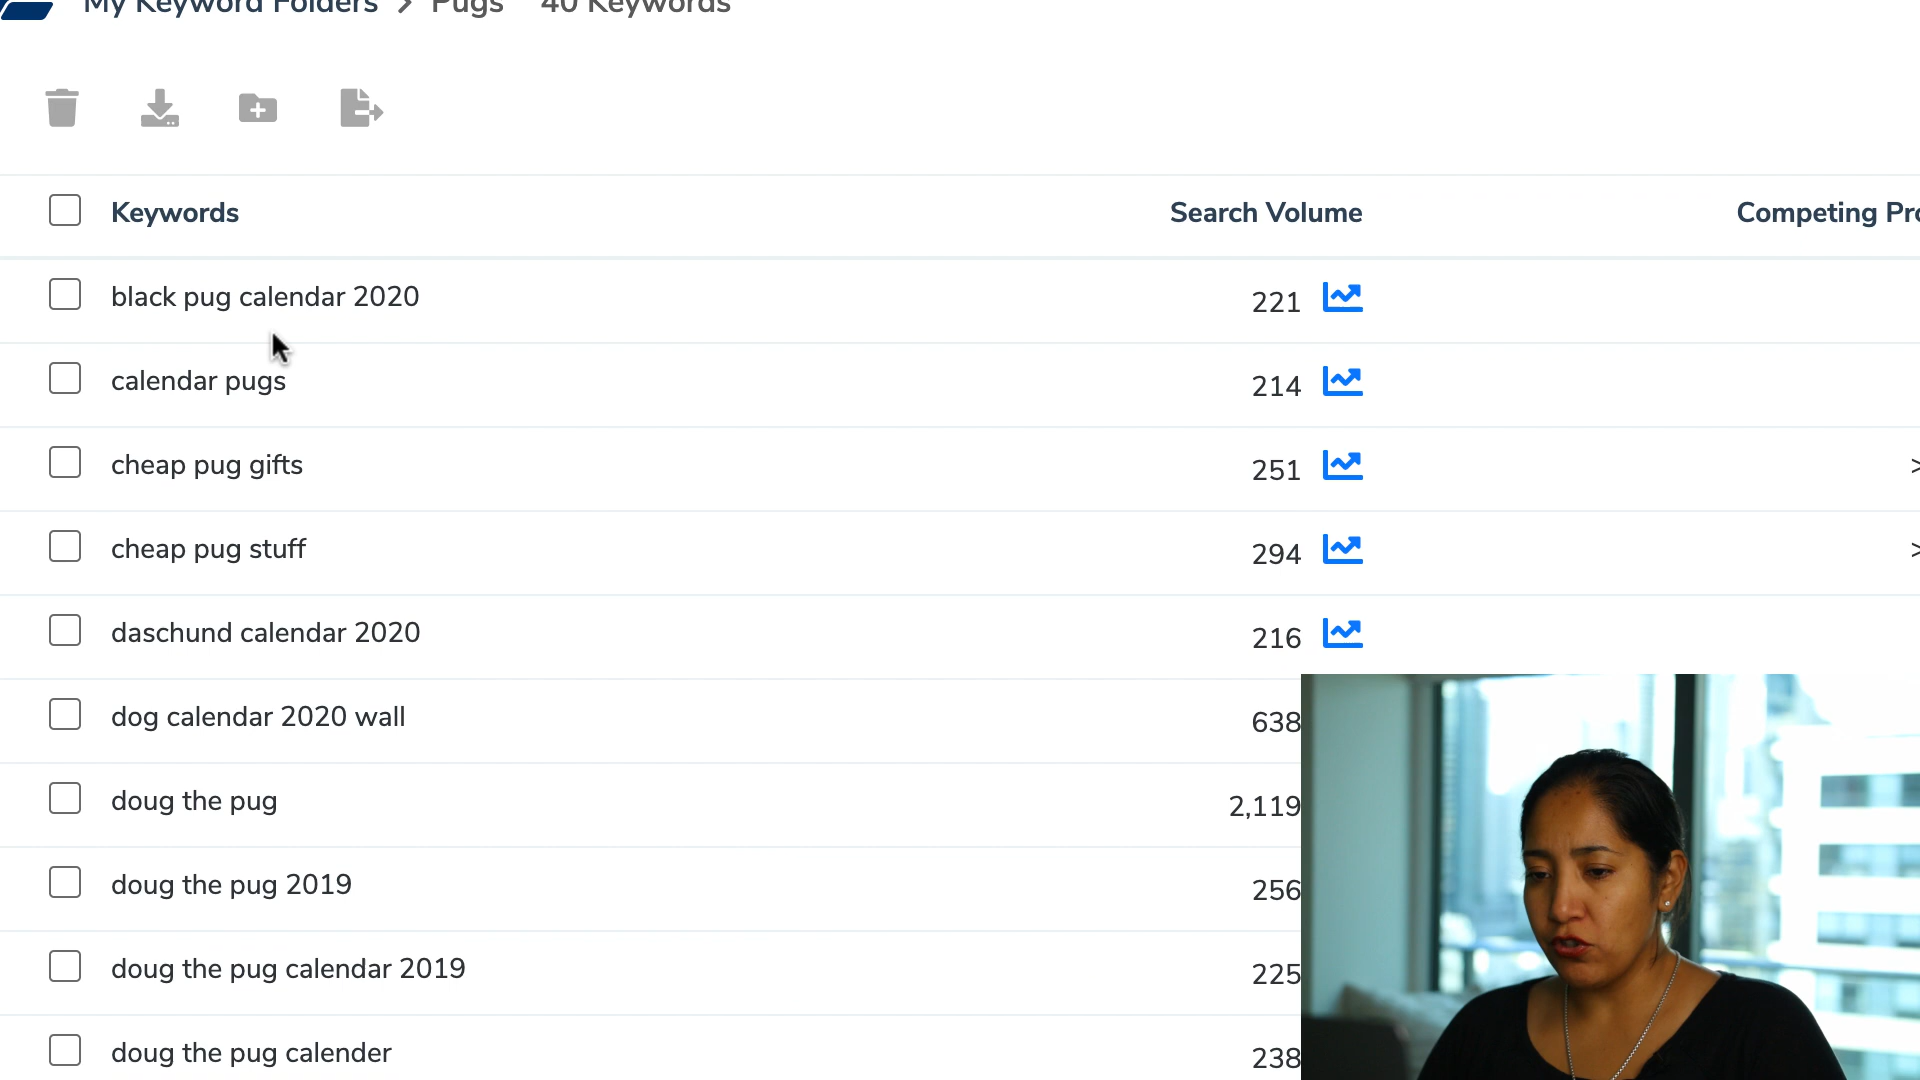 My Keyword Folders > Pugs 40 Keywords
Keywords Search Volume Competing Pro
black pug calendar 2020 221
calendar pugs 214
cheap pug gifts 251 >
cheap pug stuff 294 >
daschund calendar 2020 216
dog calendar 2020 wall 638
doug the pug 2,119
doug the pug 2019 256
doug the pug calendar 2019 225
doug the pug calender 238